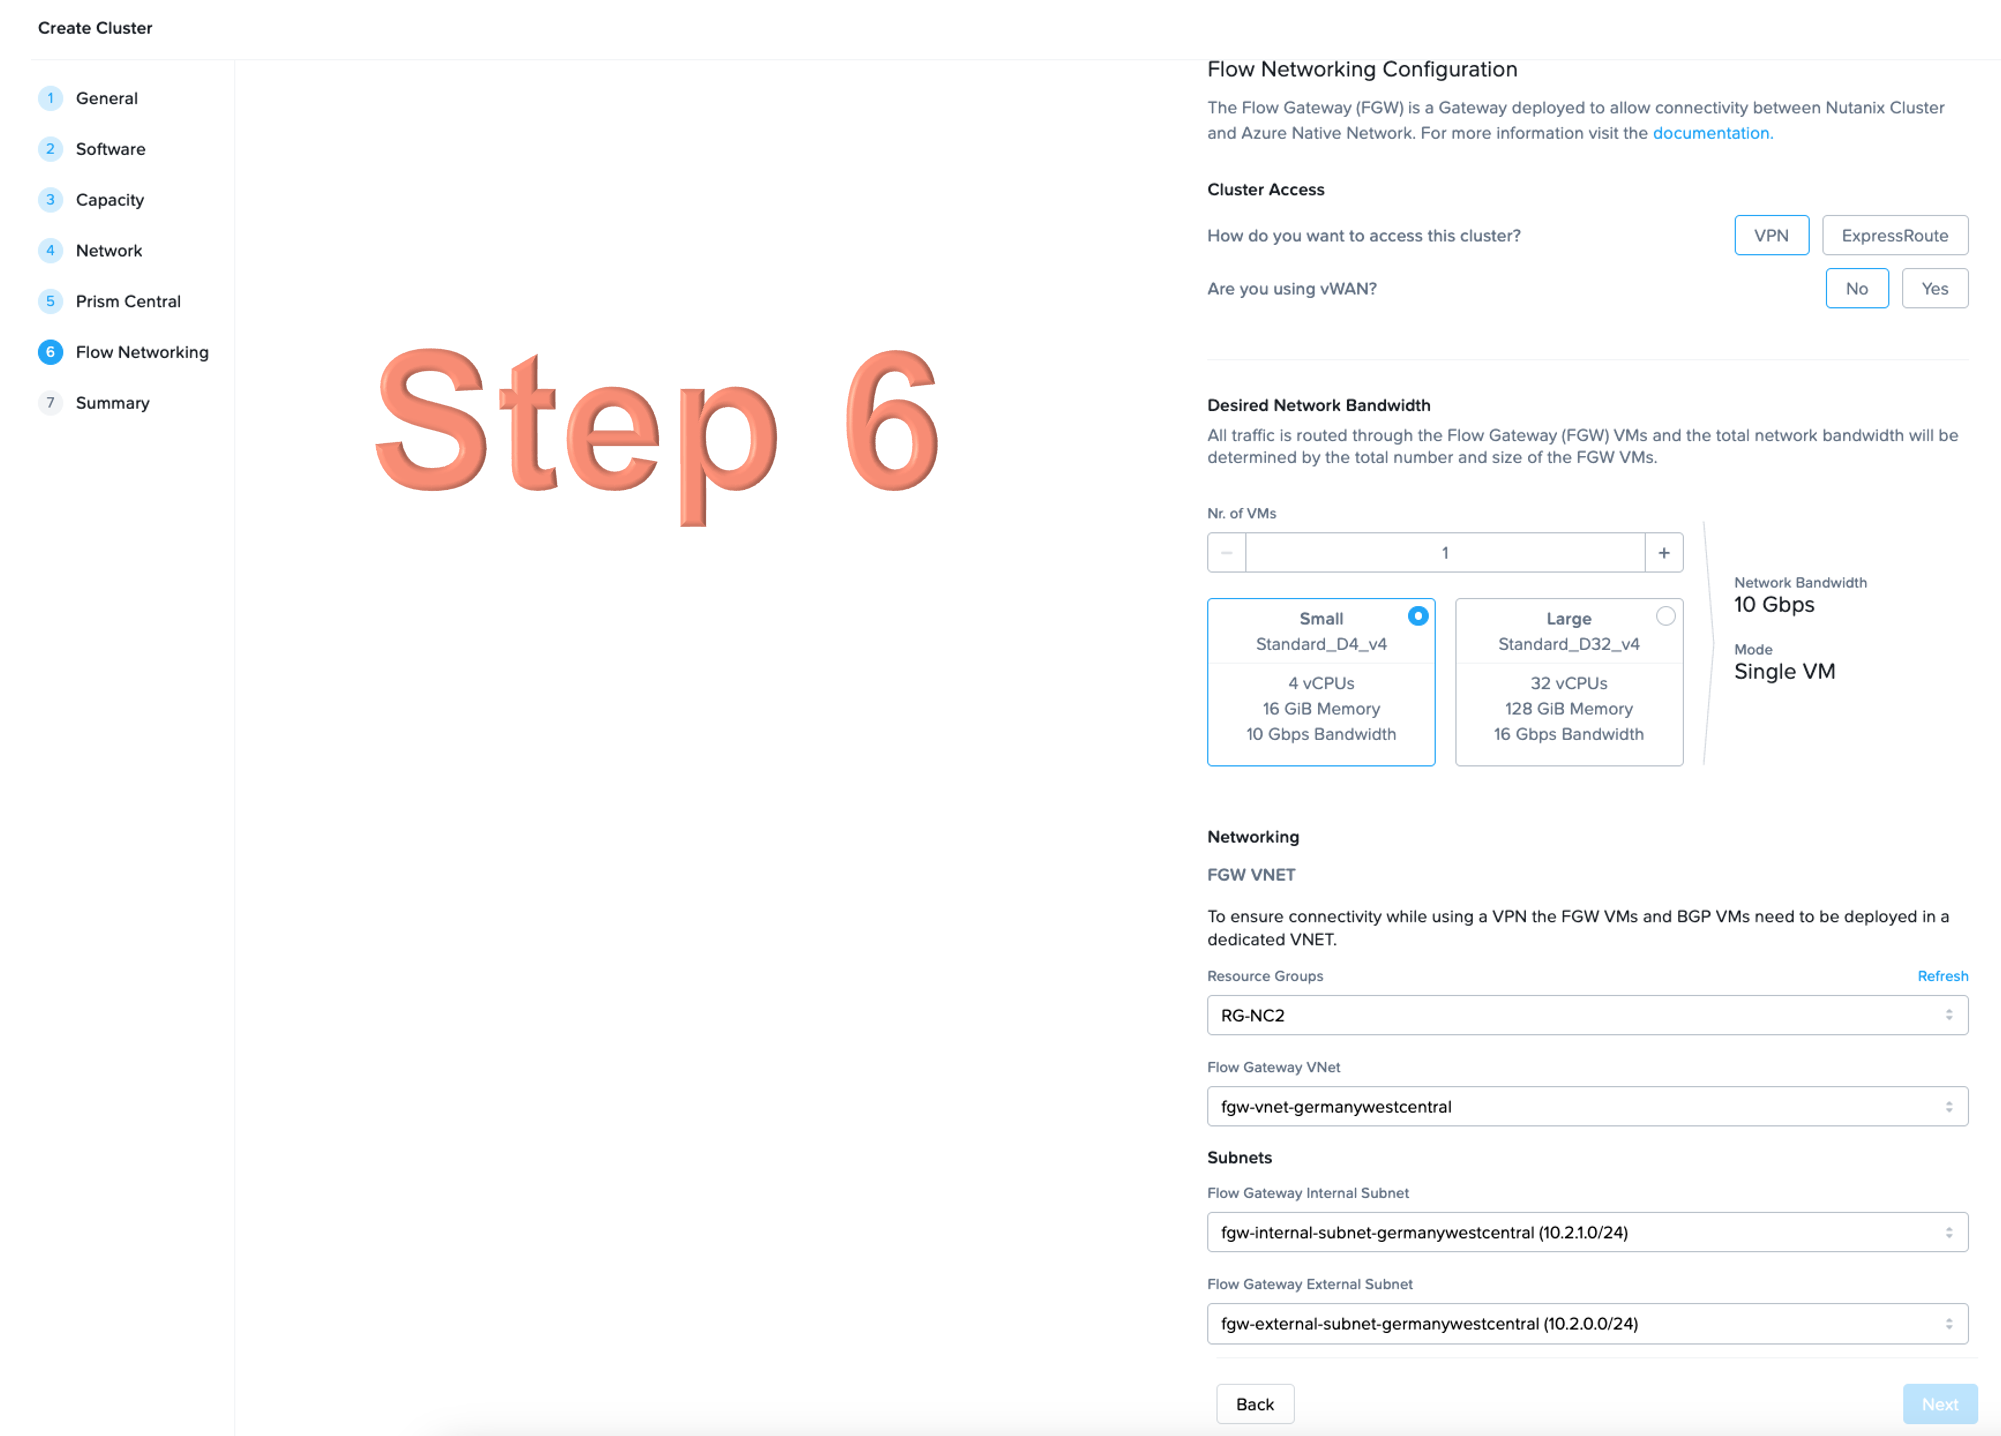 Create Cluster
1 General
2 Software
3 Capacity
4 Network
5 Prism Central
6 Flow Networking
7 Summary
Step 6
Flow Networking Configuration
The Flow Gateway (FGW) is a Gateway deployed to allow connectivity between Nutanix Cluster
and Azure Native Network. For more information visit the documentation.
Cluster Access
How do you want to access this cluster? VPN ExpressRoute
Are you using vWAN? No Yes
Desired Network Bandwidth
All traffic is routed through the Flow Gateway (FGW) VMs and the total network bandwidth will be
determined by the total number and size of the FGW VMs.
Nr. of VMs
− 1 +
Small
Standard_D4_v4
4 vCPUs
16 GiB Memory
10 Gbps Bandwidth
Large
Standard_D32_v4
32 vCPUs
128 GiB Memory
16 Gbps Bandwidth
Network Bandwidth
10 Gbps
Mode
Single VM
Networking
FGW VNET
To ensure connectivity while using a VPN the FGW VMs and BGP VMs need to be deployed in a
dedicated VNET.
Resource Groups Refresh
RG-NC2
Flow Gateway VNet
fgw-vnet-germanywestcentral
Subnets
Flow Gateway Internal Subnet
fgw-internal-subnet-germanywestcentral (10.2.1.0/24)
Flow Gateway External Subnet
fgw-external-subnet-germanywestcentral (10.2.0.0/24)
Back Next